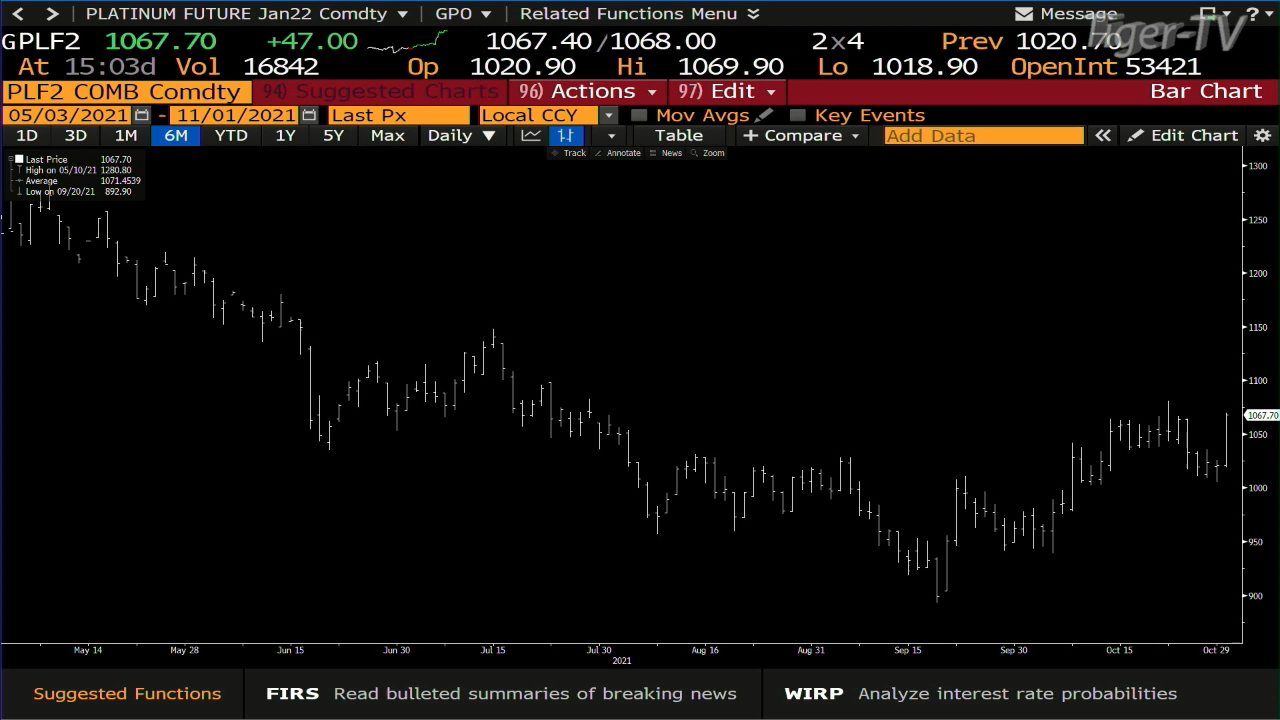 < > PLATINUM FUTURE Jan22 Comdty GPO Related Functions Menu Message ?
Tiger-TV
GPLF2 1067.70 +47.00 1067.40/1068.00 2x4 Prev 1020.70
At 15:03d Vol 16842 Op 1020.90 Hi 1069.90 Lo 1018.90 OpenInt 53421
PLF2 COMB Comdty 94) Suggested Charts 96) Actions 97) Edit Bar Chart
05/03/2021 - 11/01/2021 Last Px Local CCY Mov Avgs Key Events
1D 3D 1M 6M YTD 1Y 5Y Max Daily Table + Compare Add Data « Edit Chart
Track Annotate News Zoom
Last Price 1067.70
High on 05/10/21 1280.80
Average 1071.4539
Low on 09/20/21 892.90
1300
1250
1200
1150
1100
1067.70
1050
1000
950
900
May 14 May 28 Jun 15 Jun 30 Jul 15 Jul 30 Aug 16 Aug 31 Sep 15 Sep 30 Oct 15 Oct 29
2021
Suggested Functions FIRS Read bulleted summaries of breaking news WIRP Analyze interest rate probabilities